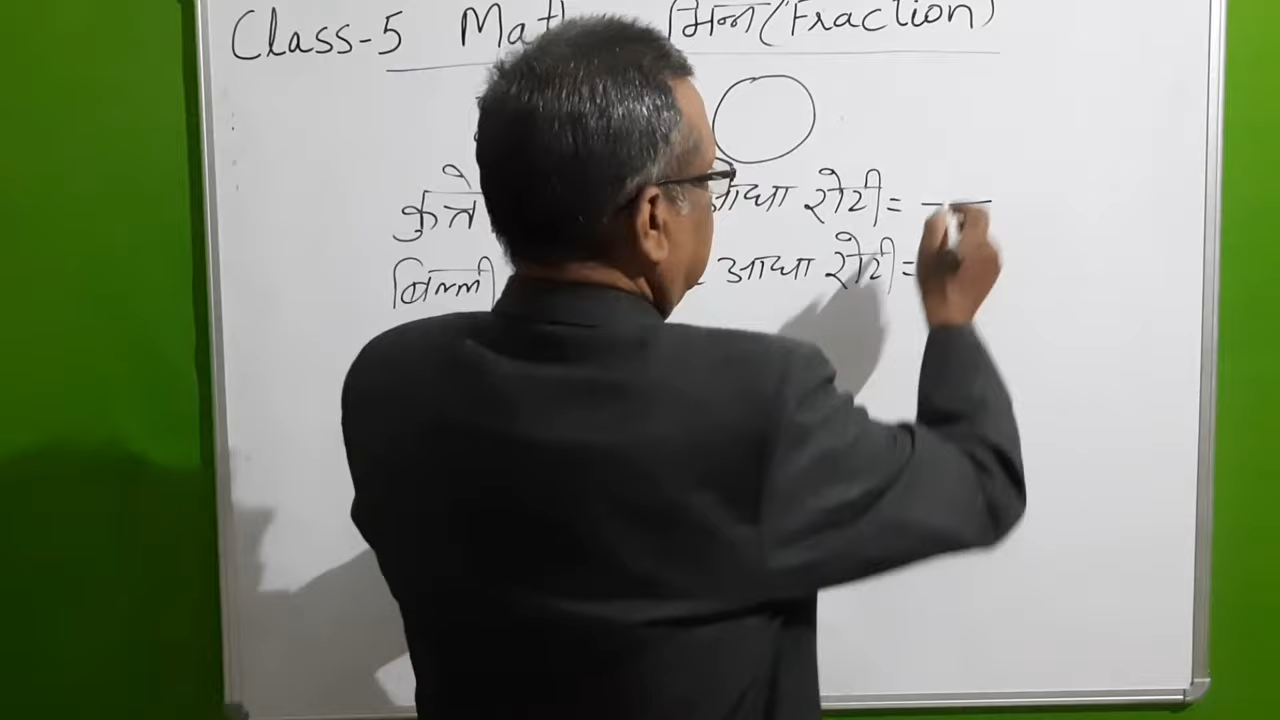 Class-5 Math भिन्न (Fraction)
कुत्ते आधा रोटी =
बिल्ली आधा रोटी =